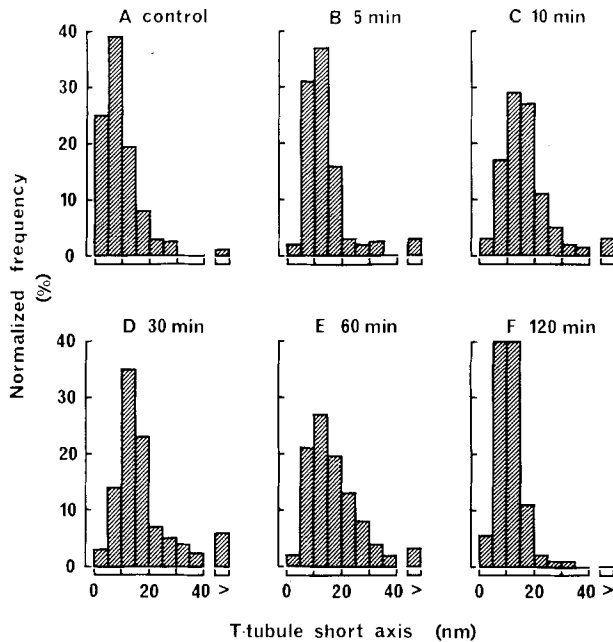 A control
B 5 min
C 10 min
40
30
20
10
0
Normalized frequency
(%)
>
>
>
D 30 min
E 60 min
F 120 min
40
30
20
10
0
0 20 40 >
0 20 40 >
0 20 40 >
T-tubule short axis (nm)